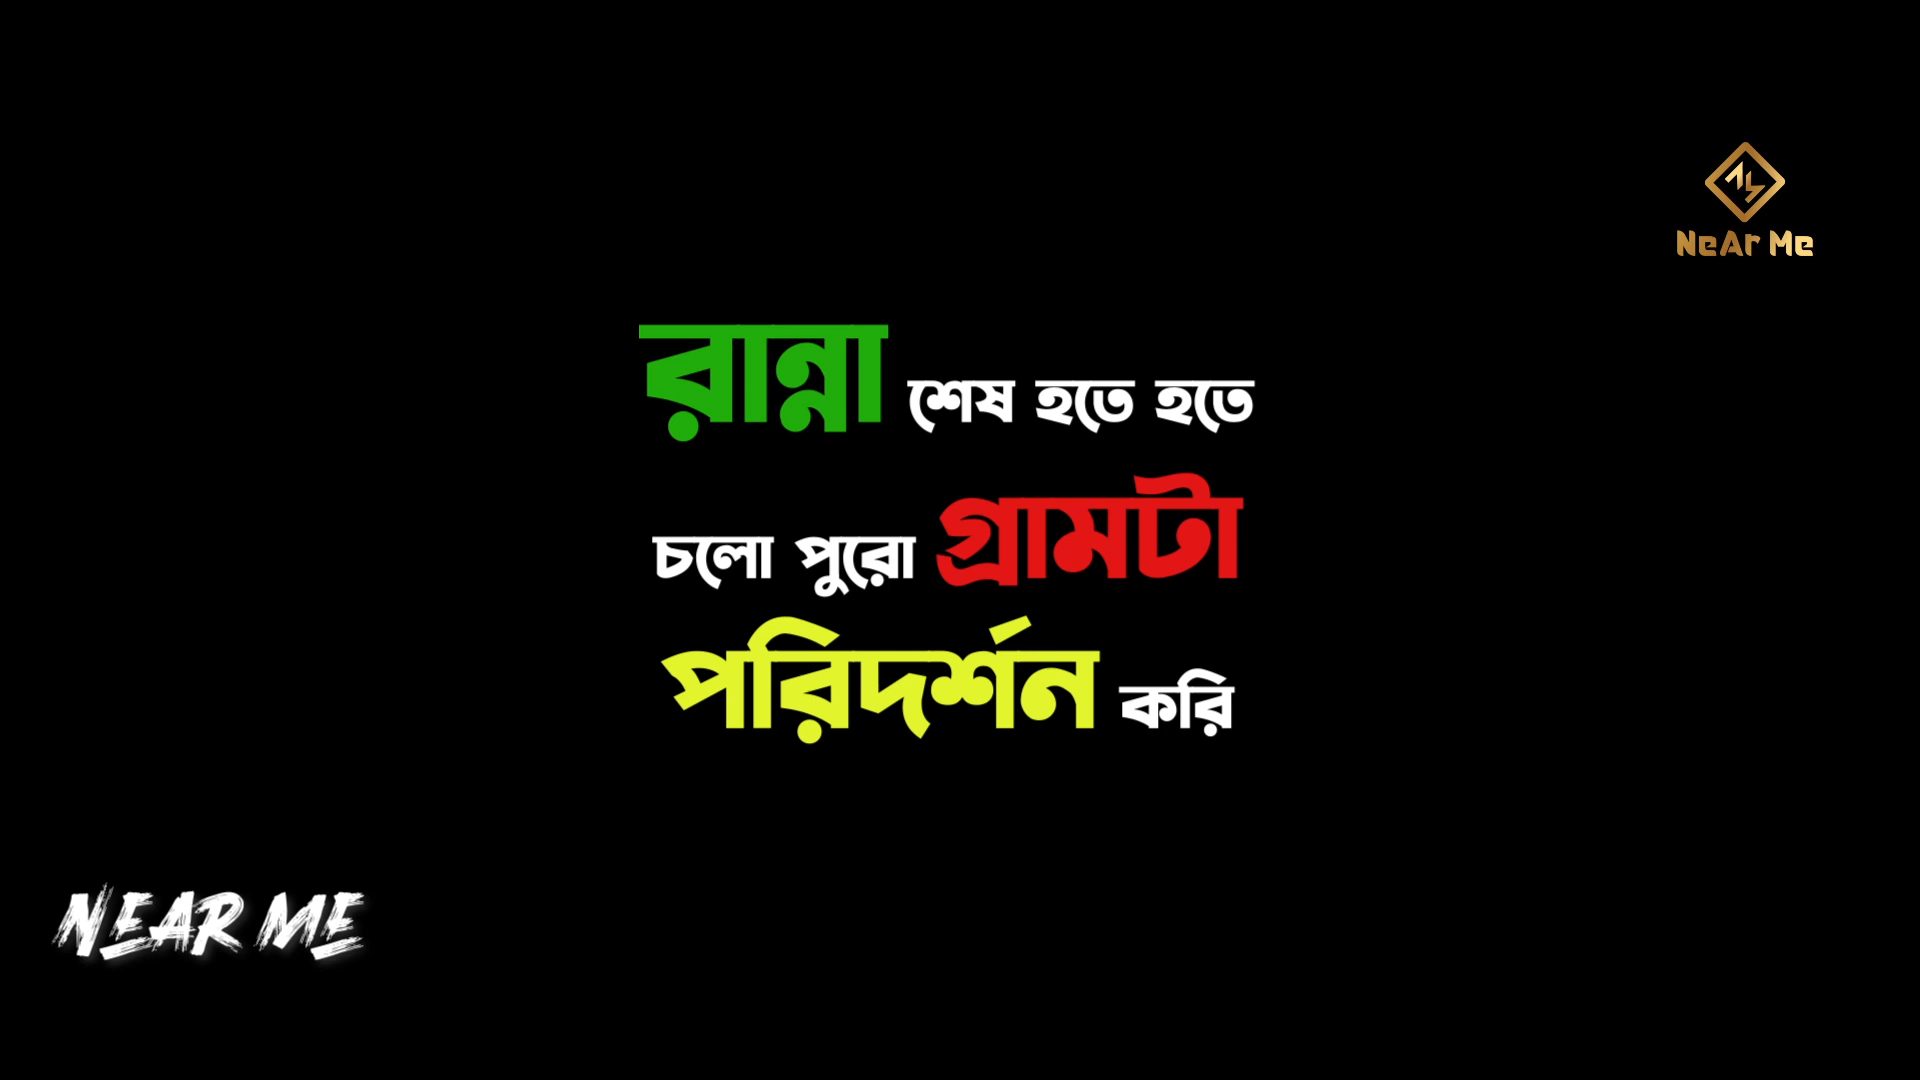 NeAr Me
রান্না শেষ হতে হতে
চলো পুরো গ্রামটা
পরিদর্শন করি
NEAR ME